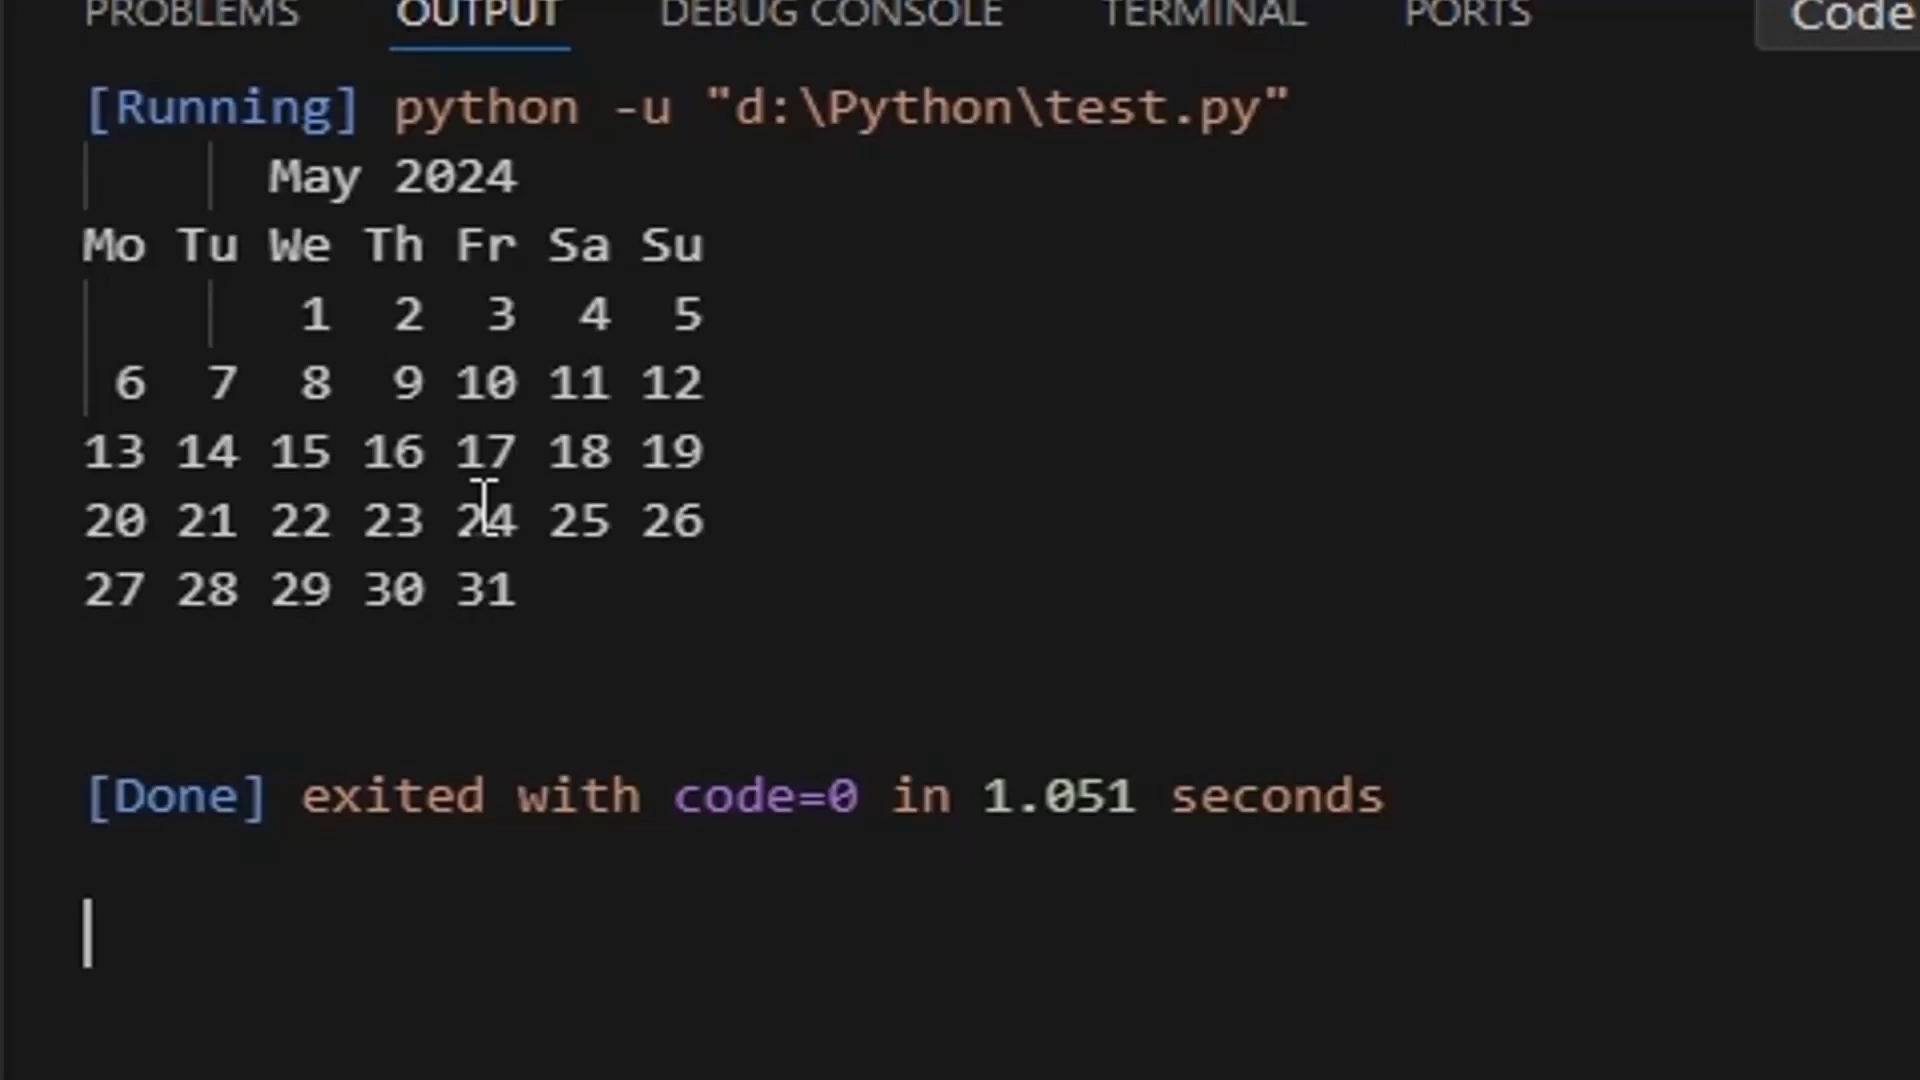 PROBLEMS OUTPUT DEBUG CONSOLE TERMINAL PORTS Code
[Running] python -u "d:\Python\test.py"
May 2024
Mo Tu We Th Fr Sa Su
1 2 3 4 5
6 7 8 9 10 11 12
13 14 15 16 17 18 19
20 21 22 23 24 25 26
27 28 29 30 31
[Done] exited with code=0 in 1.051 seconds